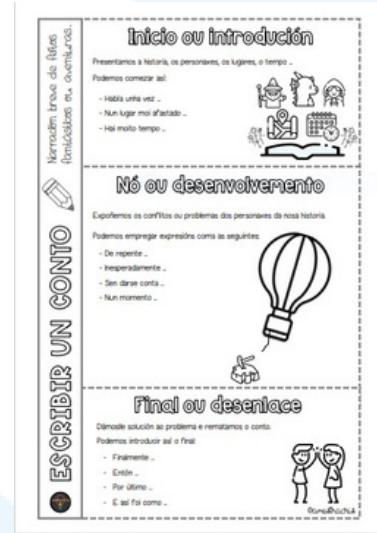 Narración breve de feitos
fantásticos ou aventuras.
ESCRIBIR UN CONTO
Inicio ou introdución
Presentamos a historia, os personaxes, os lugares, o tempo ...
Podemos comezar así:
- Había unha vez ...
- Nun lugar moi afastado ...
- Hai moito tempo ...
Nó ou desenvolvemento
Expoñemos os conflitos ou problemas dos personaxes da nosa historia
Podemos empregar expresións coma as seguintes:
- De repente ...
- Inesperadamente ...
- Sen darse conta ...
- Nun momento ...
Final ou desenlace
Dámoslle solución ao problema e rematamos o conto.
Podemos introducir así o final:
- Finalmente ...
- Entón ...
- Por último ...
- E así foi como ...